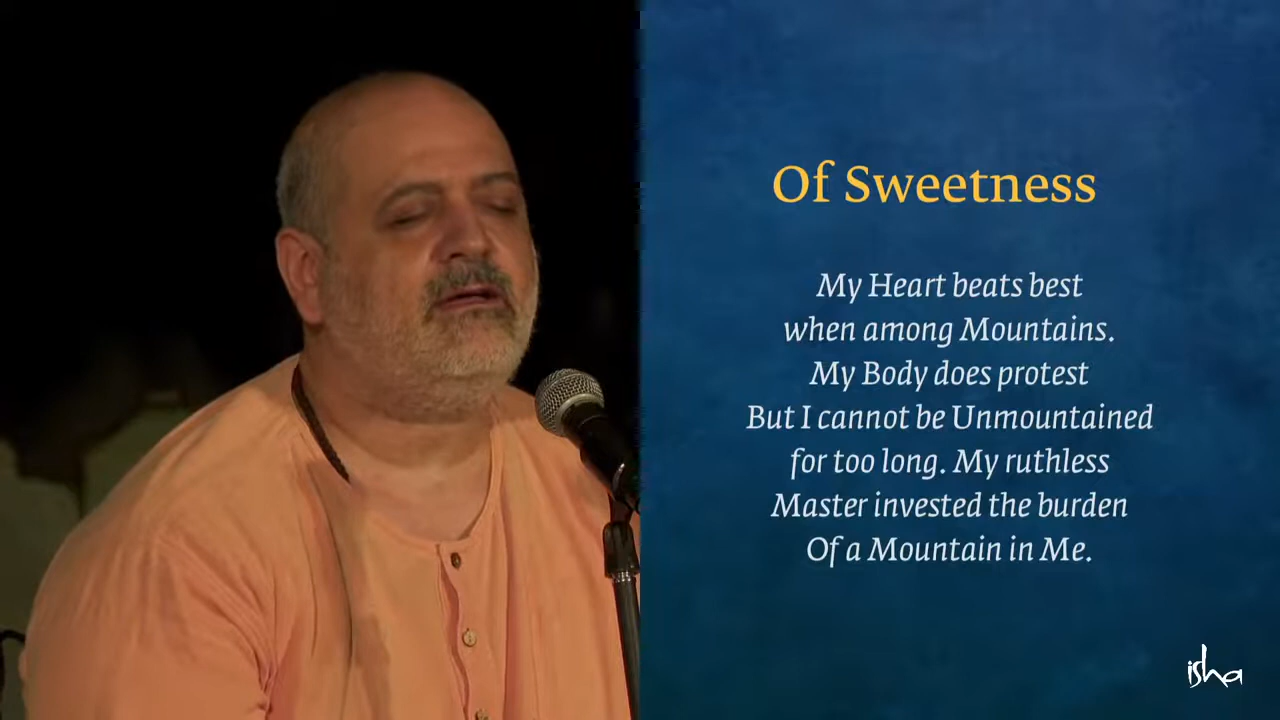 Of Sweetness
My Heart beats best
when among Mountains.
My Body does protest
But I cannot be Unmountained
for too long. My ruthless
Master invested the burden
Of a Mountain in Me.
isha